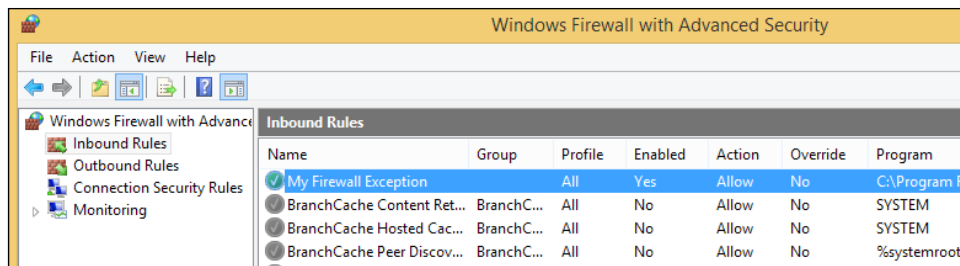 Windows Firewall with Advanced Security
File Action View Help
Windows Firewall with Advance
Inbound Rules
Outbound Rules
Connection Security Rules
Monitoring
Inbound Rules
Name Group Profile Enabled Action Override Program
My Firewall Exception All Yes Allow No C:\Program F
BranchCache Content Ret... BranchC... All No Allow No SYSTEM
BranchCache Hosted Cac... BranchC... All No Allow No SYSTEM
BranchCache Peer Discov... BranchC... All No Allow No %systemroot